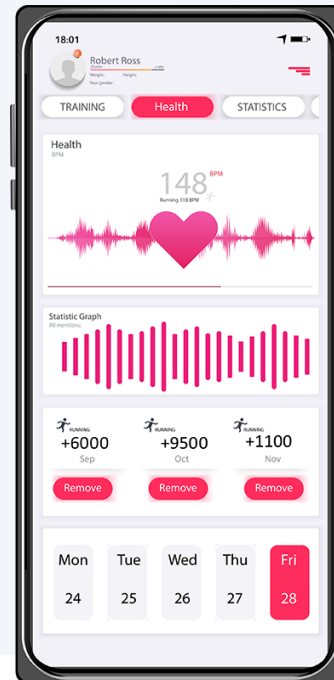 18:01
Robert Ross
Weight: Height:
Your gender:
TRAINING Health STATISTICS
Health
BPM
148 BPM
Running 118 BPM
Statistic Graph
All mentions:
RUNNING RUNNING RUNNING
+6000 +9500 +1100
Sep Oct Nov
Remove Remove Remove
Mon Tue Wed Thu Fri
24 25 26 27 28